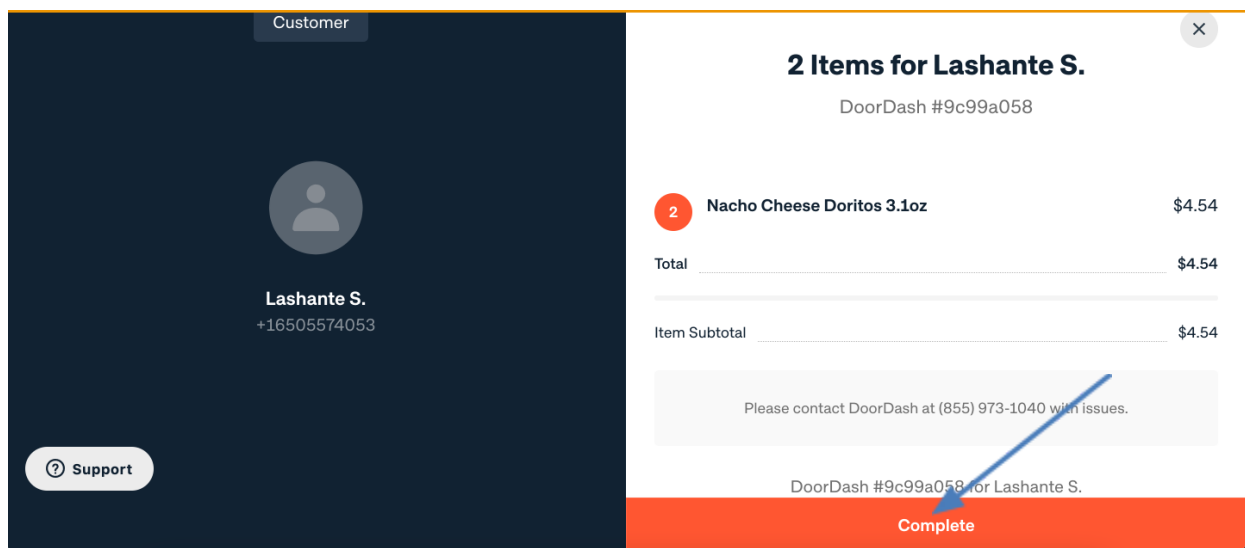 Customer
Lashante S.
+16505574053
Support
2 Items for Lashante S.
DoorDash #9c99a058
2 Nacho Cheese Doritos 3.1oz $4.54
Total $4.54
Item Subtotal $4.54
Please contact DoorDash at (855) 973-1040 with issues.
DoorDash #9c99a058 for Lashante S.
Complete